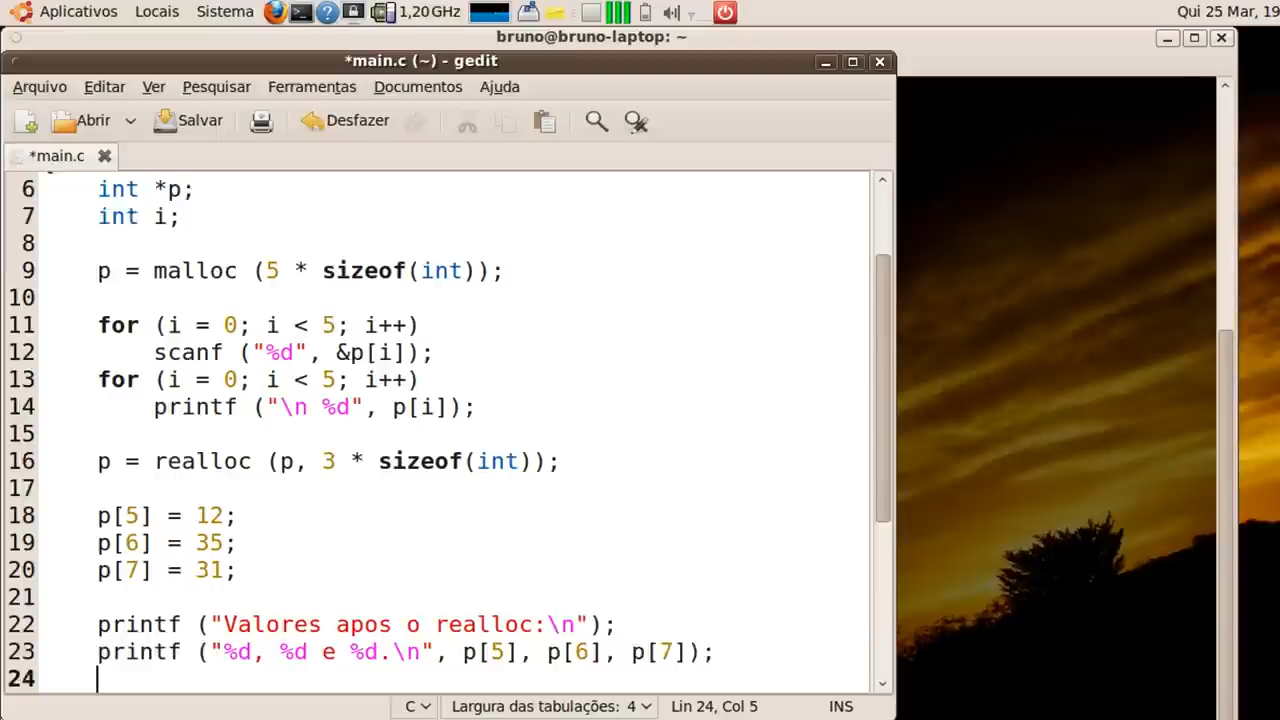 Aplicativos Locais Sistema 1,20GHz Qui 25 Mar, 19
bruno@bruno-laptop: ~
*main.c (~) - gedit
Arquivo Editar Ver Pesquisar Ferramentas Documentos Ajuda
Abrir Salvar Desfazer
*main.c
6 int *p;
7 int i;
8
9 p = malloc (5 * sizeof(int));
10
11 for (i = 0; i < 5; i++)
12 scanf ("%d", &p[i]);
13 for (i = 0; i < 5; i++)
14 printf ("\n %d", p[i]);
15
16 p = realloc (p, 3 * sizeof(int));
17
18 p[5] = 12;
19 p[6] = 35;
20 p[7] = 31;
21
22 printf ("Valores apos o realloc:\n");
23 printf ("%d, %d e %d.\n", p[5], p[6], p[7]);
24
C Largura das tabulações: 4 Lin 24, Col 5 INS